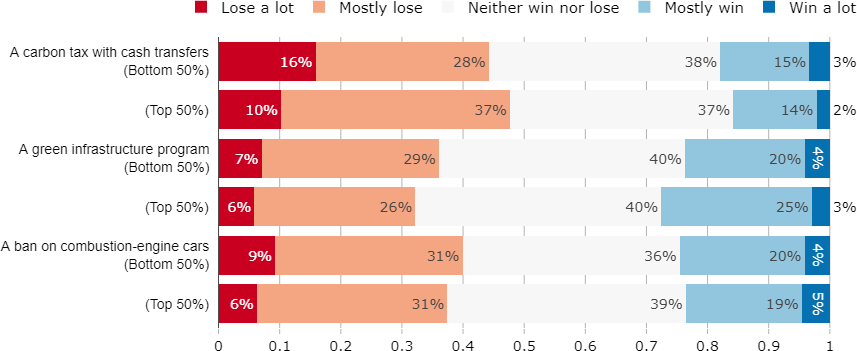 Lose a lot Mostly lose Neither win nor lose Mostly win Win a lot
A carbon tax with cash transfers
(Bottom 50%) 16% 28% 38% 15% 3%
(Top 50%) 10% 37% 37% 14% 2%
A green infrastructure program
(Bottom 50%) 7% 29% 40% 20% 4%
(Top 50%) 6% 26% 40% 25% 3%
A ban on combustion-engine cars
(Bottom 50%) 9% 31% 36% 20% 4%
(Top 50%) 6% 31% 39% 19% 5%
0 0.1 0.2 0.3 0.4 0.5 0.6 0.7 0.8 0.9 1